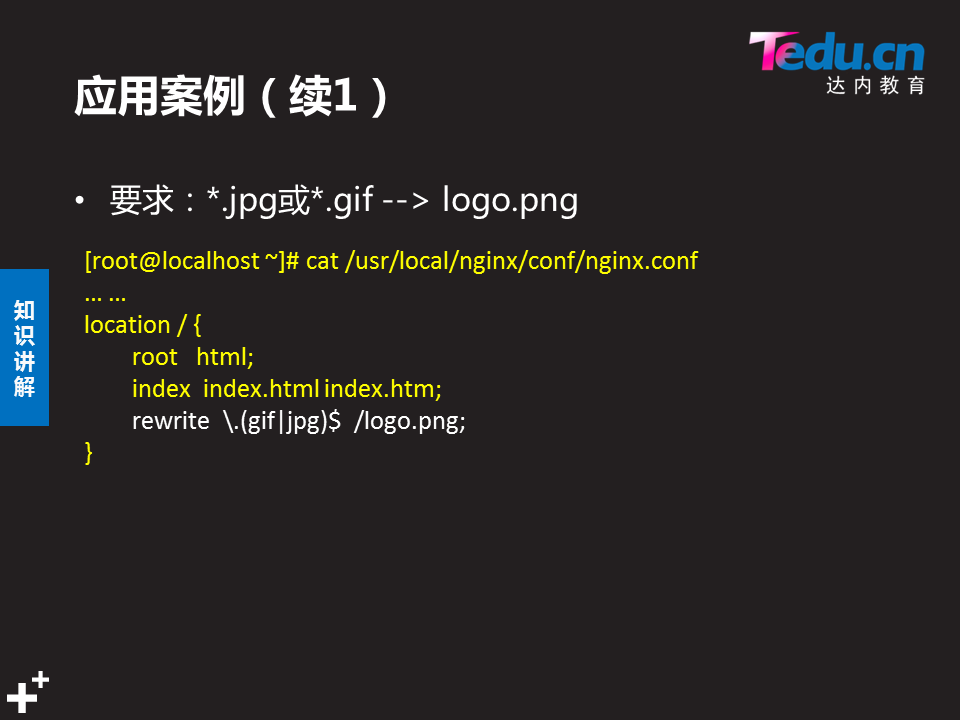 Tedu.cn
达内教育
应用案例（续1）
• 要求：*.jpg或*.gif --> logo.png
[root@localhost ~]# cat /usr/local/nginx/conf/nginx.conf
... ...
location / {
root html;
index index.html index.htm;
rewrite \.(gif|jpg)$ /logo.png;
}
知
识
讲
解